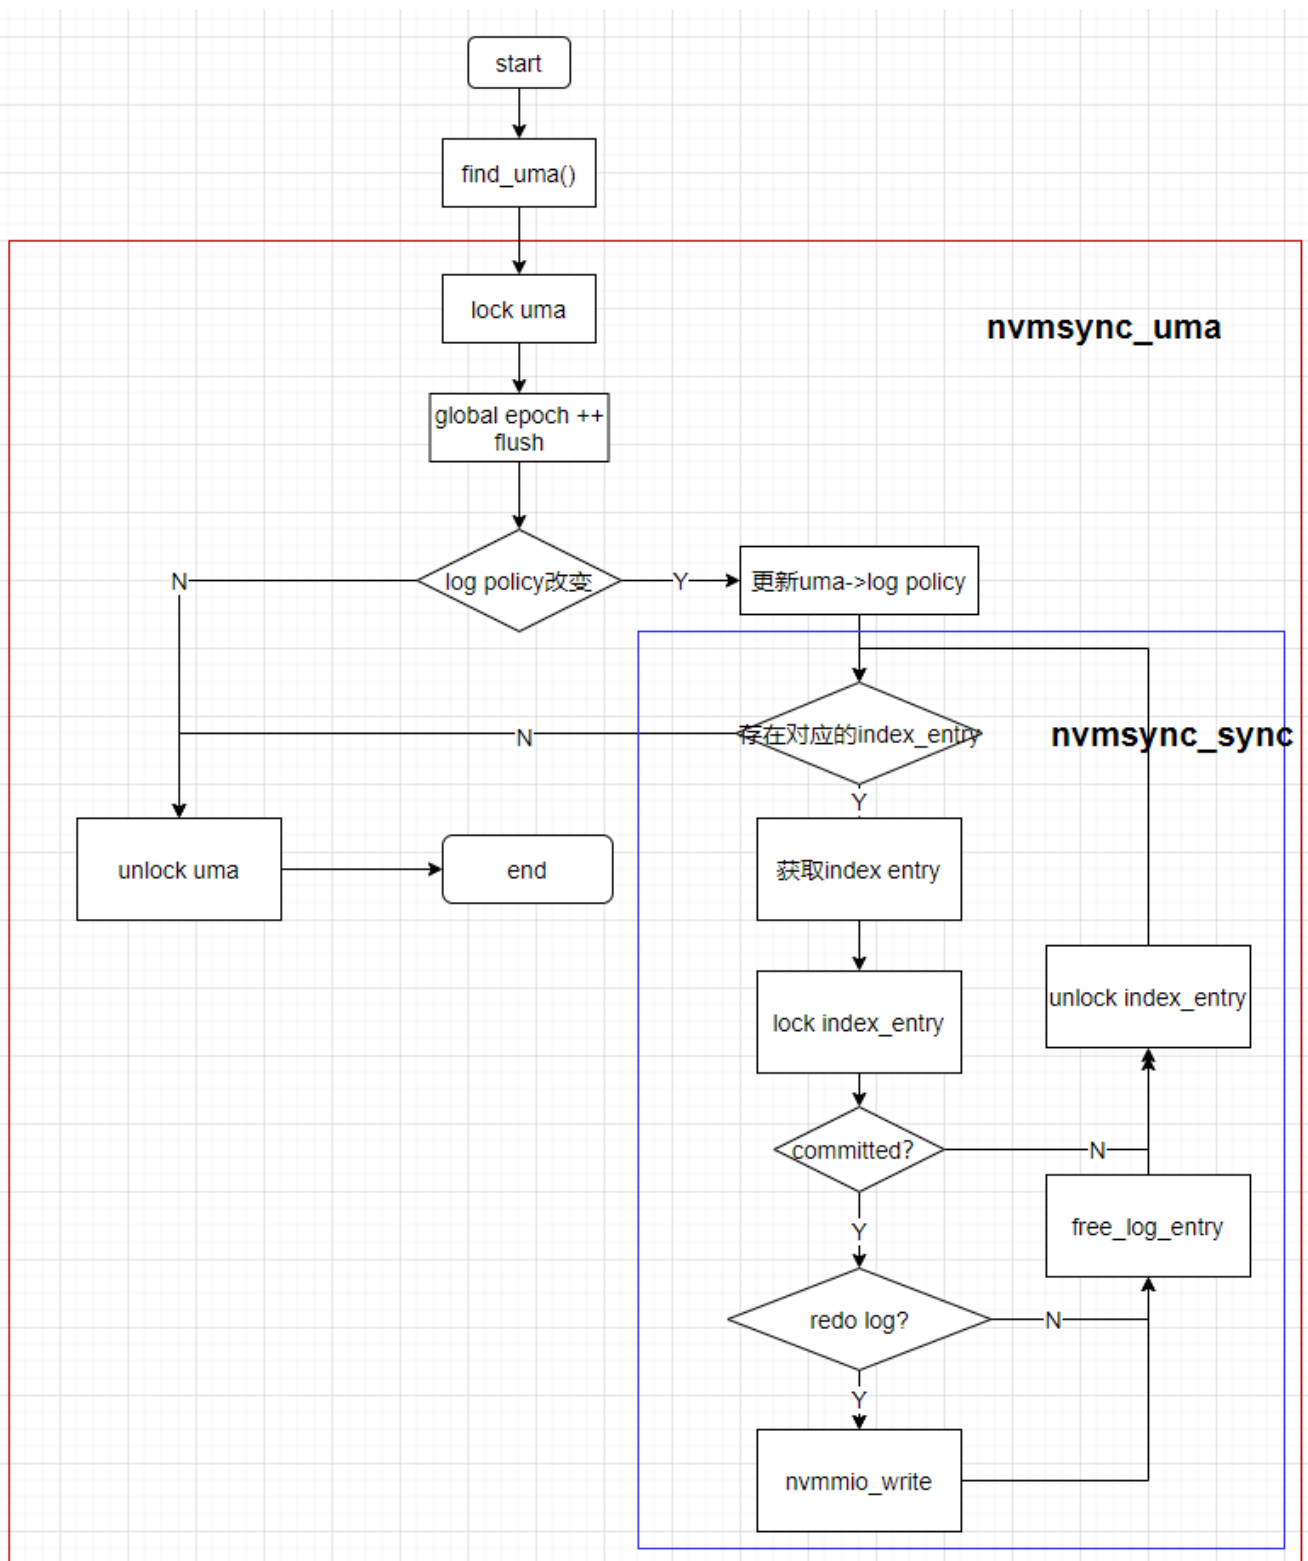 start
find_uma()
lock uma
nvmsync_uma
global epoch ++
flush
N
log policy改变
Y
更新uma->log policy
N
存在对应的index_entry
nvmsync_sync
Y
unlock uma
end
获取index entry
unlock index_entry
lock index_entry
committed?
N
Y
free_log_entry
redo log?
N
Y
nvmmio_write